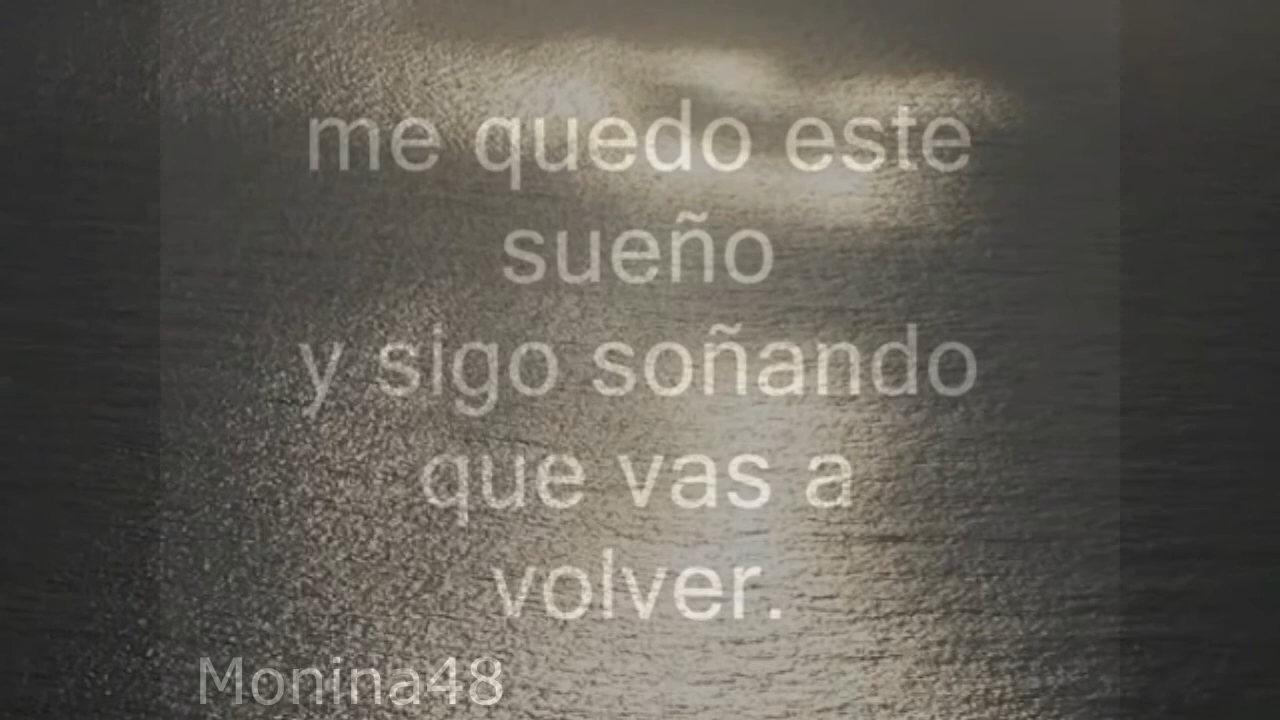 me quedo este
sueño
y sigo soñando
que vas a
volver.
Monina48